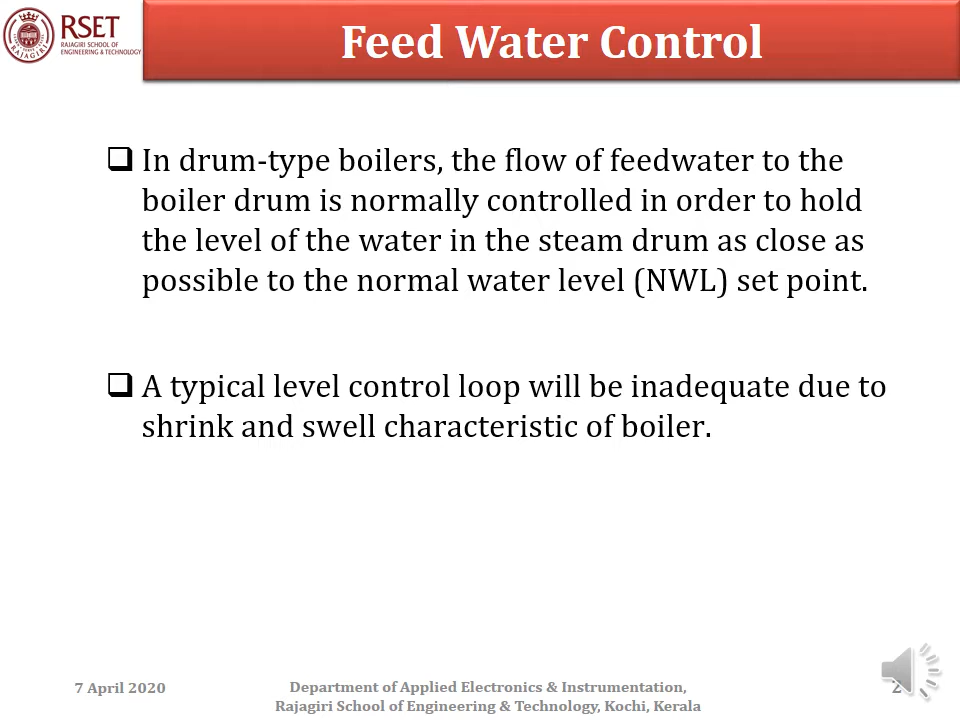 RSET
RAJAGIRI SCHOOL OF
ENGINEERING & TECHNOLOGY
RAJAGIRI
Feed Water Control
In drum-type boilers, the flow of feedwater to the
boiler drum is normally controlled in order to hold
the level of the water in the steam drum as close as
possible to the normal water level (NWL) set point.
A typical level control loop will be inadequate due to
shrink and swell characteristic of boiler.
7 April 2020
Department of Applied Electronics & Instrumentation,
Rajagiri School of Engineering & Technology, Kochi, Kerala
2